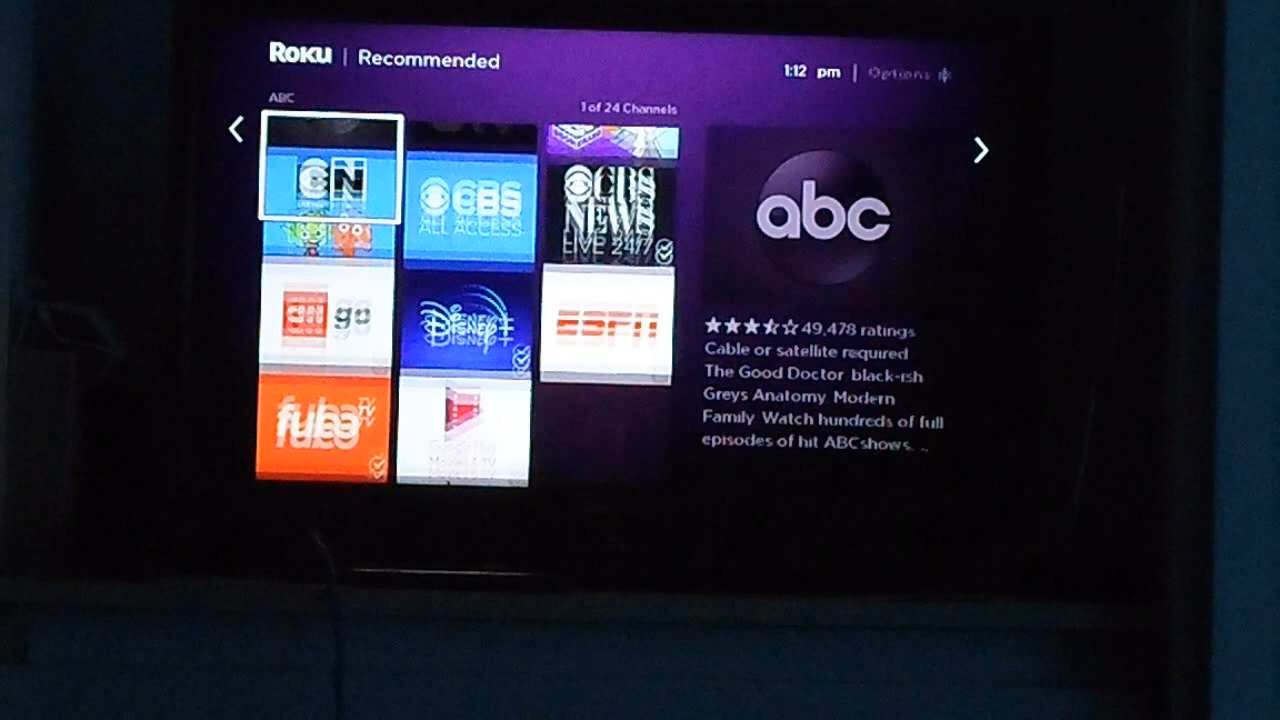 Roku | Recommended
1:12 pm | Options
ABC
1 of 24 Channels
CN
CBS
ALL ACCESS
CBS
NEWS
LIVE 24/7
abc
go
DISNEY+
ESPN
49,478 ratings
Cable or satellite required
The Good Doctor black-ish
Greys Anatomy Modern
Family Watch hundreds of full
episodes of hit ABC shows.
fubo TV